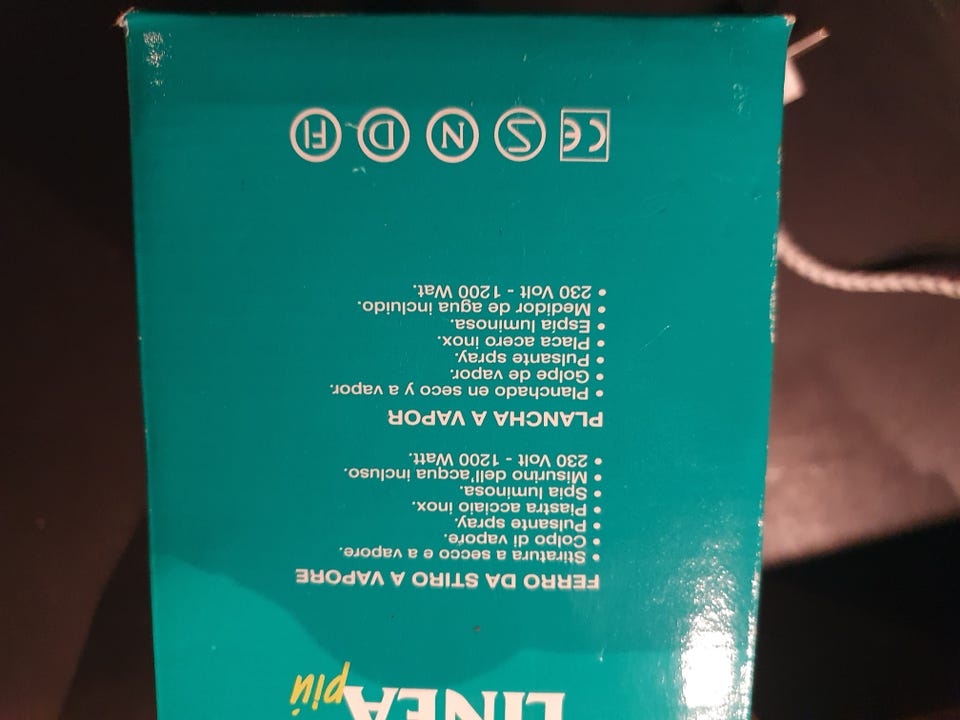 LINEA più
FERRO DA STIRO A VAPORE
• Stiratura a secco e a vapore.
• Colpo di vapore.
• Pulsante spray.
• Piastra acciaio inox.
• Spia luminosa.
• Misurino dell'acqua incluso.
• 230 Volt - 1200 Watt.
PLANCHA A VAPOR
• Planchado en seco y a vapor.
• Golpe de vapor.
• Pulsante spray.
• Placa acero inox.
• Espía luminosa.
• Medidor de agua incluido.
• 230 Volt - 1200 Wat.
CE S N D FI